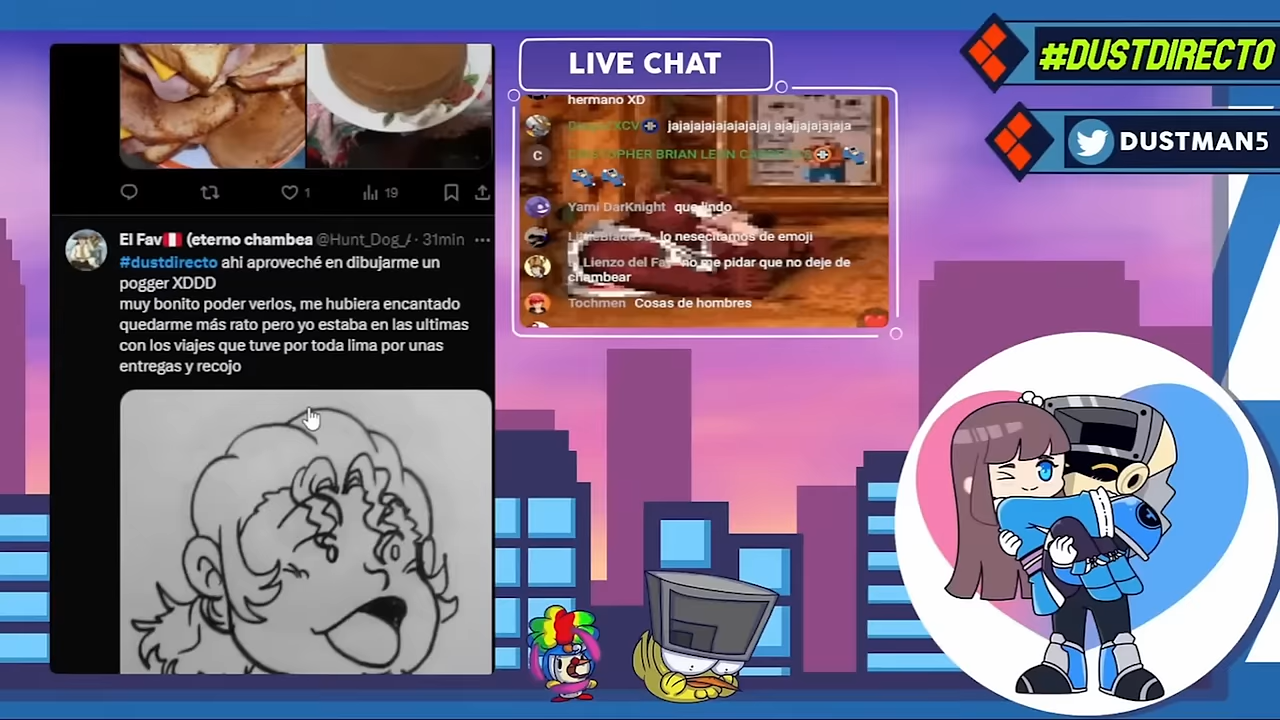 1
19
El Fav (eterno chambea @Hunt_Dog_/ · 31min
#dustdirecto ahi aproveché en dibujarme un
pogger XDDD
muy bonito poder verlos, me hubiera encantado
quedarme más rato pero yo estaba en las ultimas
con los viajes que tuve por toda lima por unas
entregas y recojo
LIVE CHAT
hermano XD
jajajajajajajajaj ajajjajajajaja
C
Yami DarKnight que lindo
lo nesecitamos de emoji
Lienzo del Fa no me pidar que no deje de
chambear
Tochmen Cosas de hombres
#DUSTDIRECTO
DUSTMAN5